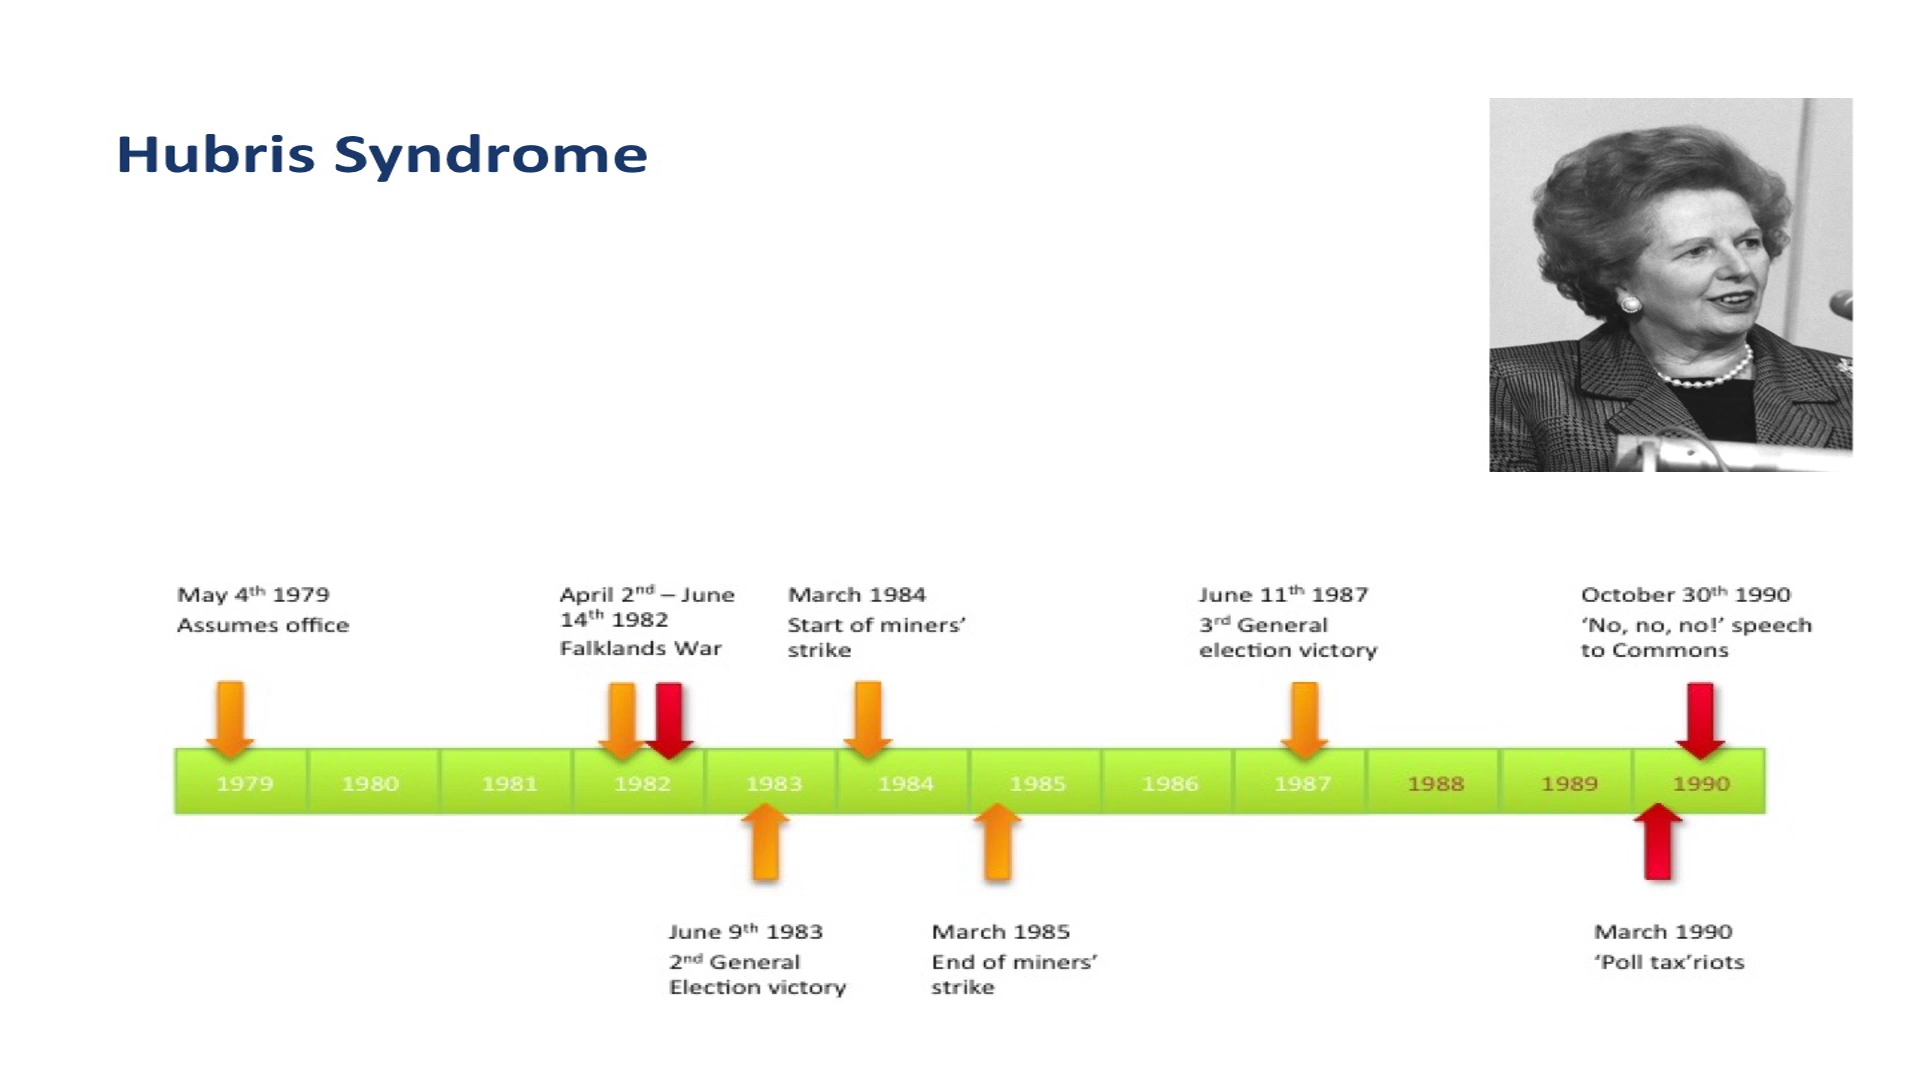 Hubris Syndrome
May 4th 1979
Assumes office
April 2nd – June
14th 1982
Falklands War
March 1984
Start of miners’
strike
June 11th 1987
3rd General
election victory
October 30th 1990
‘No, no, no!’ speech
to Commons
1979 1980 1981 1982 1983 1984 1985 1986 1987 1988 1989 1990
June 9th 1983
2nd General
Election victory
March 1985
End of miners’
strike
March 1990
‘Poll tax’riots